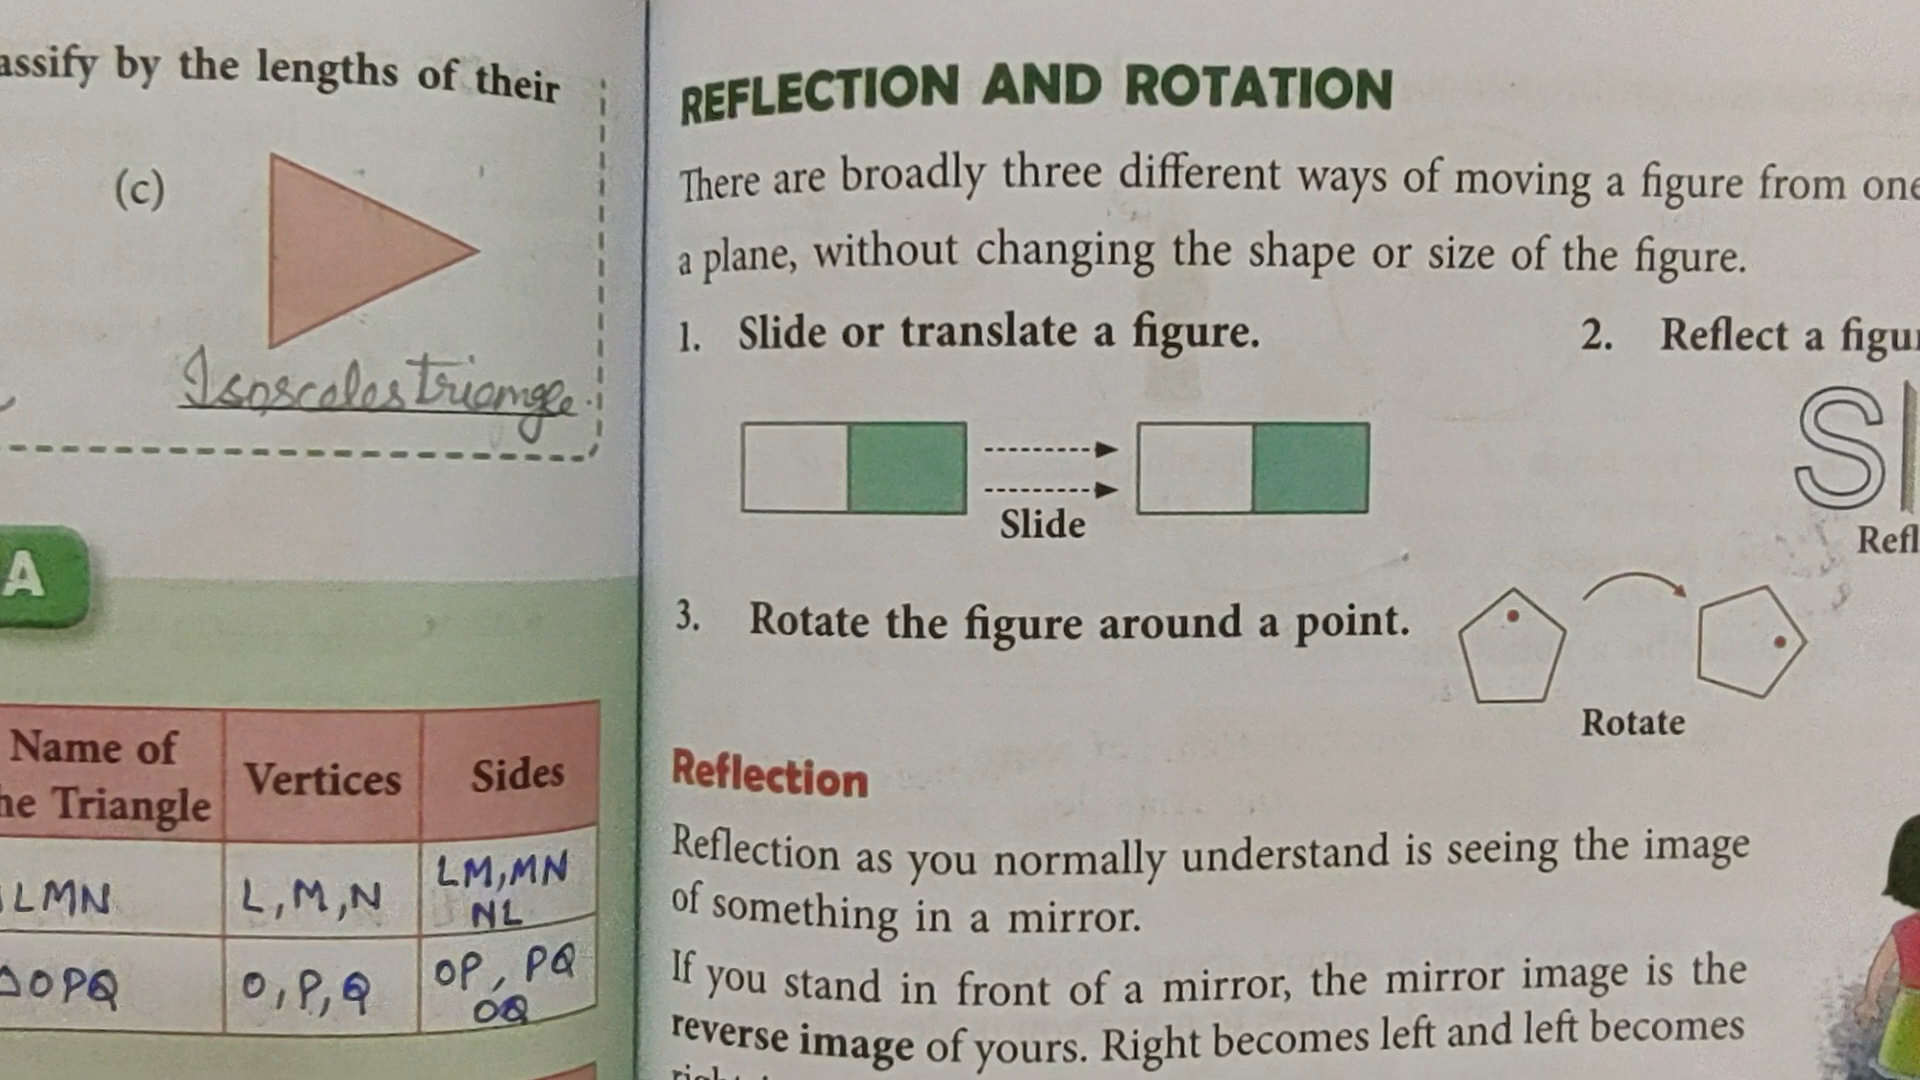 assify by the lengths of their
(c)
Isosceles triangle.
A
Name of
he Triangle
Vertices
Sides
LMN
L, M, N
LM, MN
NL
△OPQ
O, P, Q
OP, PQ
OQ
REFLECTION AND ROTATION
There are broadly three different ways of moving a figure from one
a plane, without changing the shape or size of the figure.
1. Slide or translate a figure.
2. Reflect a figu
S
Slide
Refl
3. Rotate the figure around a point.
Rotate
Reflection
Reflection as you normally understand is seeing the image
of something in a mirror.
If you stand in front of a mirror, the mirror image is the
reverse image of yours. Right becomes left and left becomes